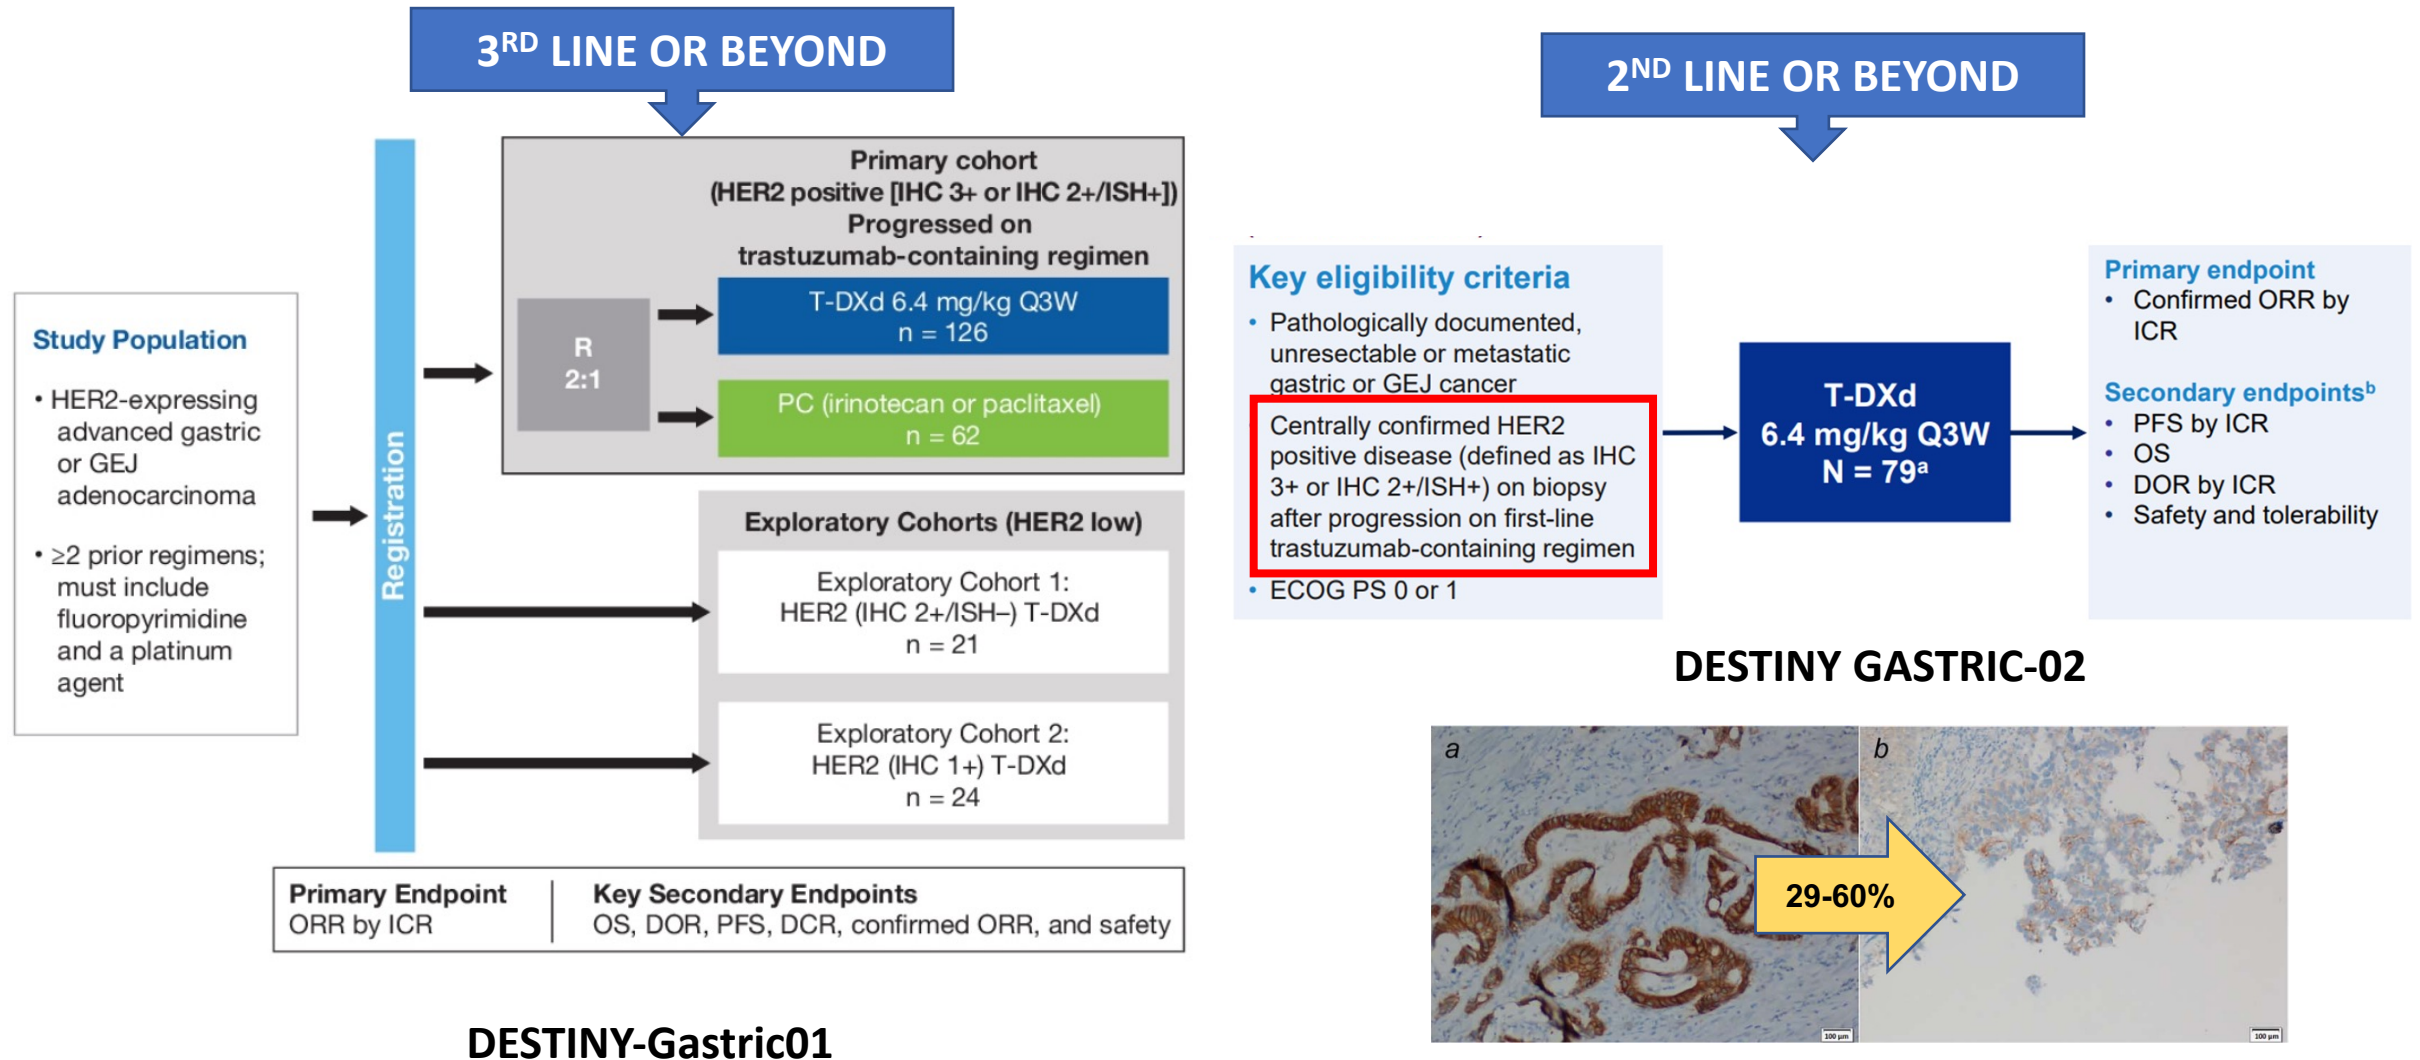 3RD LINE OR BEYOND
Study Population
• HER2-expressing
advanced gastric
or GEJ
adenocarcinoma
• ≥2 prior regimens;
must include
fluoropyrimidine
and a platinum
agent
Registration
Primary cohort
(HER2 positive [IHC 3+ or IHC 2+/ISH+])
Progressed on
trastuzumab-containing regimen
R
2:1
T-DXd 6.4 mg/kg Q3W
n = 126
PC (irinotecan or paclitaxel)
n = 62
Exploratory Cohorts (HER2 low)
Exploratory Cohort 1:
HER2 (IHC 2+/ISH–) T-DXd
n = 21
Exploratory Cohort 2:
HER2 (IHC 1+) T-DXd
n = 24
Primary Endpoint
ORR by ICR
Key Secondary Endpoints
OS, DOR, PFS, DCR, confirmed ORR, and safety
DESTINY-Gastric01
2ND LINE OR BEYOND
Key eligibility criteria
• Pathologically documented,
unresectable or metastatic
gastric or GEJ cancer
Centrally confirmed HER2
positive disease (defined as IHC
3+ or IHC 2+/ISH+) on biopsy
after progression on first-line
trastuzumab-containing regimen
• ECOG PS 0 or 1
T-DXd
6.4 mg/kg Q3W
N = 79a
Primary endpoint
• Confirmed ORR by
ICR
Secondary endpointsb
• PFS by ICR
• OS
• DOR by ICR
• Safety and tolerability
DESTINY GASTRIC-02
a
b
29-60%
100 µm
100 µm